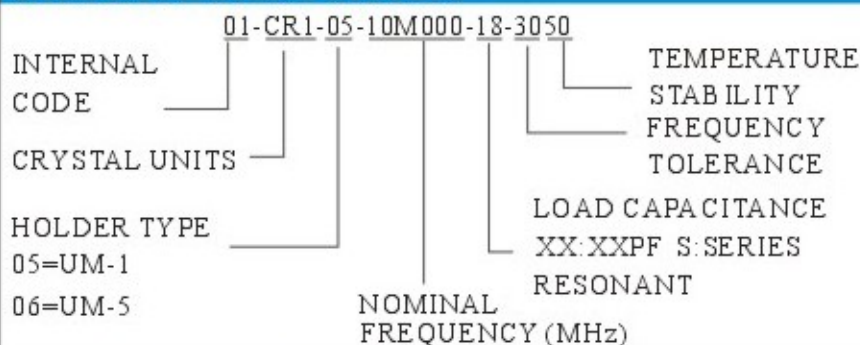 01-CR1-05-10M000-18-3050
INTERNAL
CODE
CRYSTAL UNITS
HOLDER TYPE
05=UM-1
06=UM-5
NOMINAL
FREQUENCY (MHz)
LOAD CAPACITANCE
XX:XXPF S:SERIES
RESONANT
FREQUENCY
TOLERANCE
TEMPERATURE
STABILITY